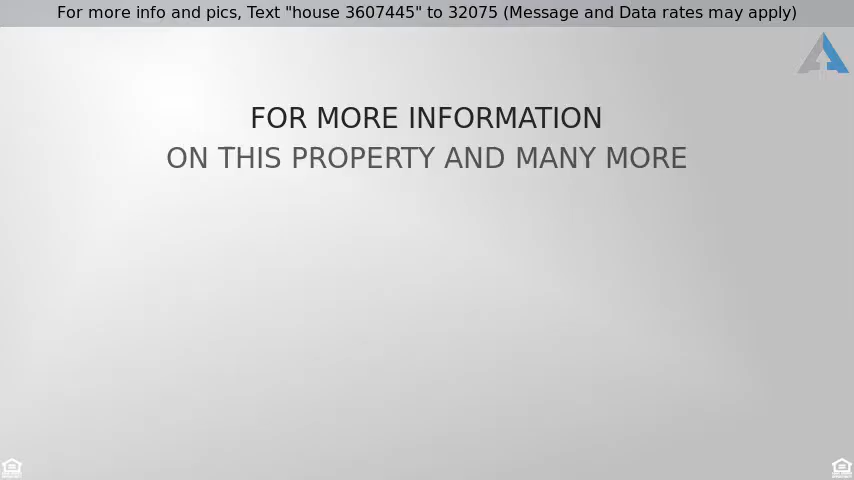 For more info and pics, Text "house 3607445" to 32075 (Message and Data rates may apply)
FOR MORE INFORMATION
ON THIS PROPERTY AND MANY MORE